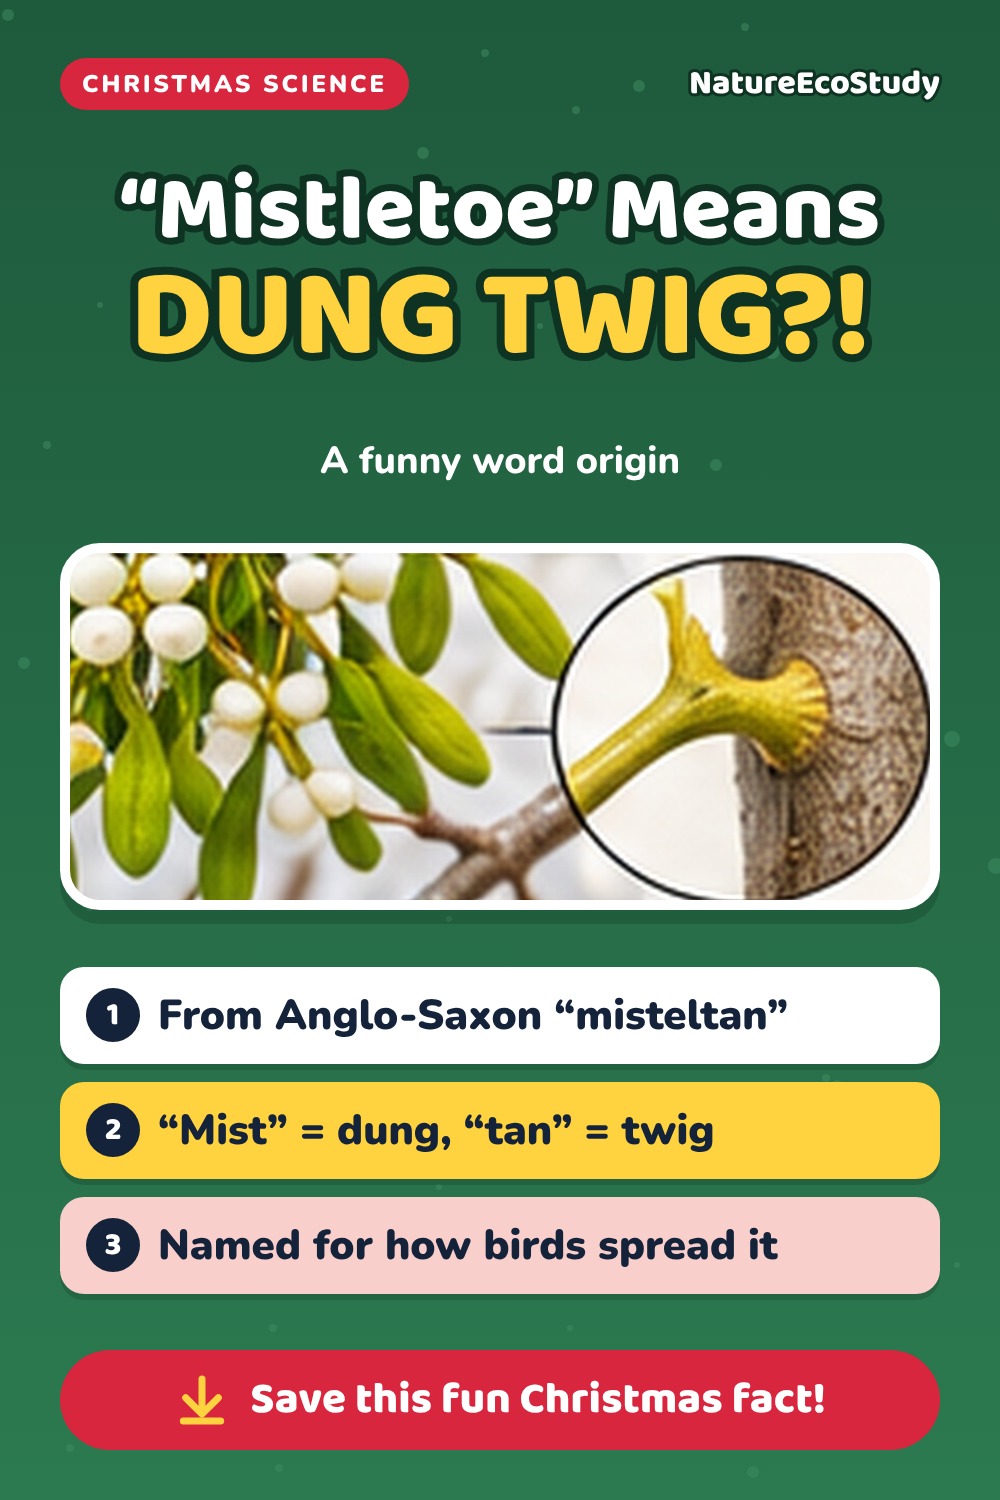 CHRISTMAS SCIENCE
NatureEcoStudy
“Mistletoe” Means
DUNG TWIG?!
A funny word origin
1 From Anglo-Saxon “misteltan”
2 “Mist” = dung, “tan” = twig
3 Named for how birds spread it
Save this fun Christmas fact!